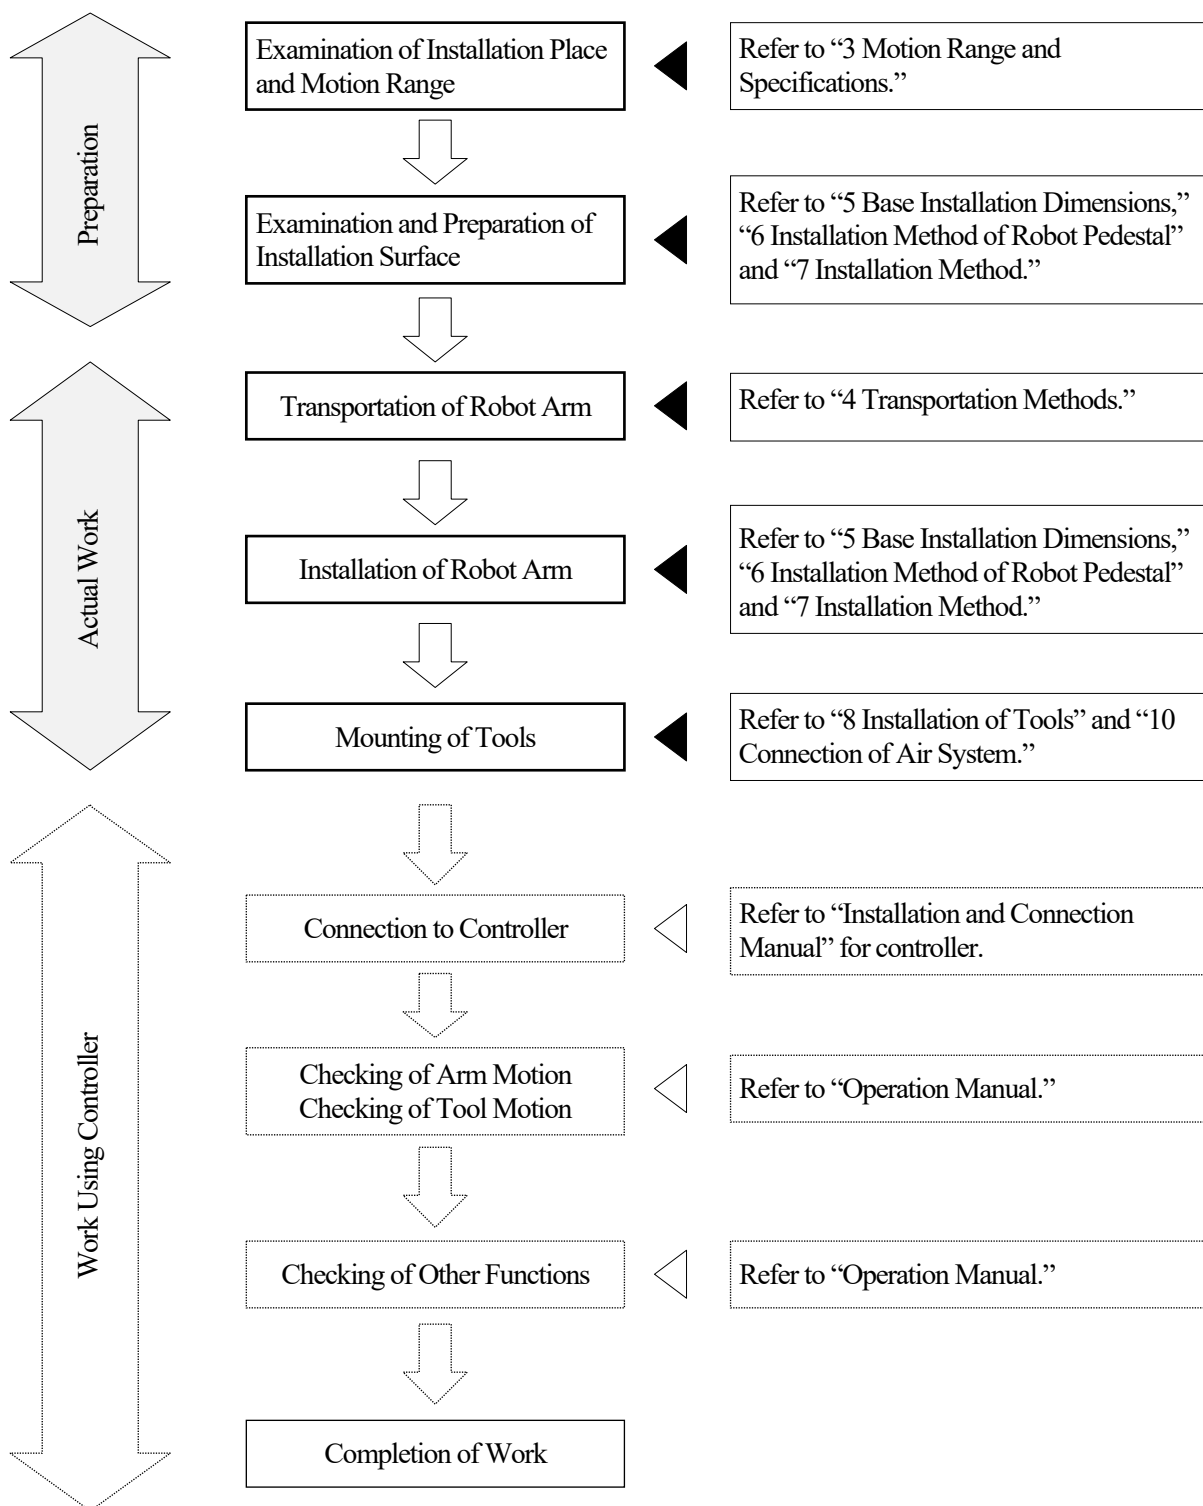 Preparation
Examination of Installation Place
and Motion Range
Refer to “3 Motion Range and
Specifications.”
Examination and Preparation of
Installation Surface
Refer to “5 Base Installation Dimensions,”
“6 Installation Method of Robot Pedestal”
and “7 Installation Method.”
Actual Work
Transportation of Robot Arm
Refer to “4 Transportation Methods.”
Installation of Robot Arm
Refer to “5 Base Installation Dimensions,”
“6 Installation Method of Robot Pedestal”
and “7 Installation Method.”
Mounting of Tools
Refer to “8 Installation of Tools” and “10
Connection of Air System.”
Work Using Controller
Connection to Controller
Refer to “Installation and Connection
Manual” for controller.
Checking of Arm Motion
Checking of Tool Motion
Refer to “Operation Manual.”
Checking of Other Functions
Refer to “Operation Manual.”
Completion of Work